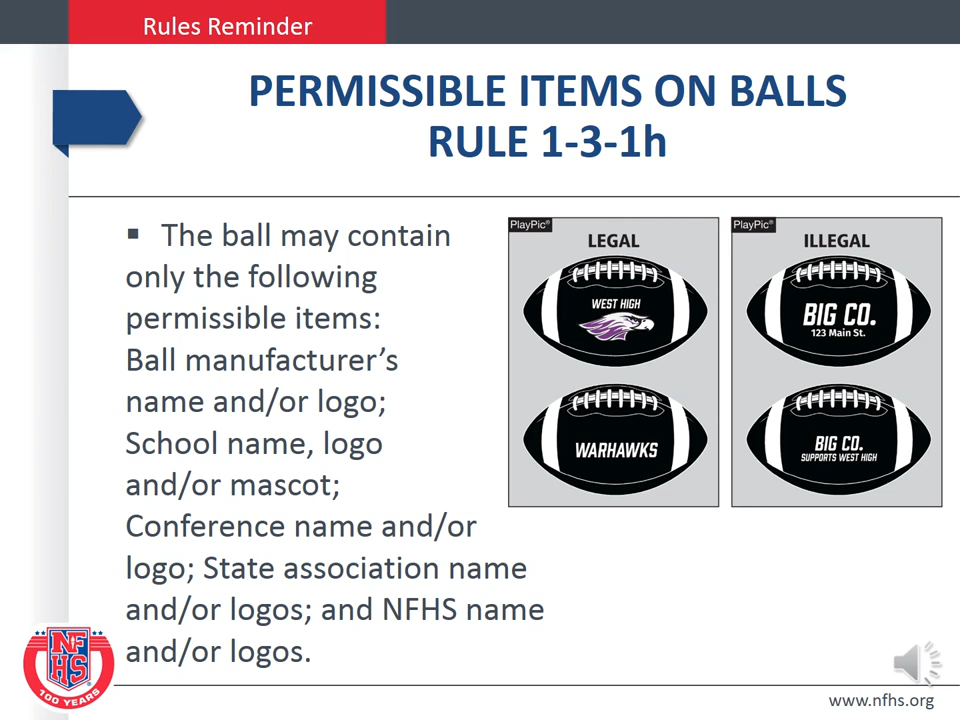 Rules Reminder
PERMISSIBLE ITEMS ON BALLS
RULE 1-3-1h
▪ The ball may contain
only the following
permissible items:
Ball manufacturer’s
name and/or logo;
School name, logo
and/or mascot;
Conference name and/or
logo; State association name
and/or logos; and NFHS name
and/or logos.
PlayPic®
LEGAL
WEST HIGH
WARHAWKS
PlayPic®
ILLEGAL
BIG CO.
123 Main St.
BIG CO.
SUPPORTS WEST HIGH
NF
HS
100 YEARS
www.nfhs.org